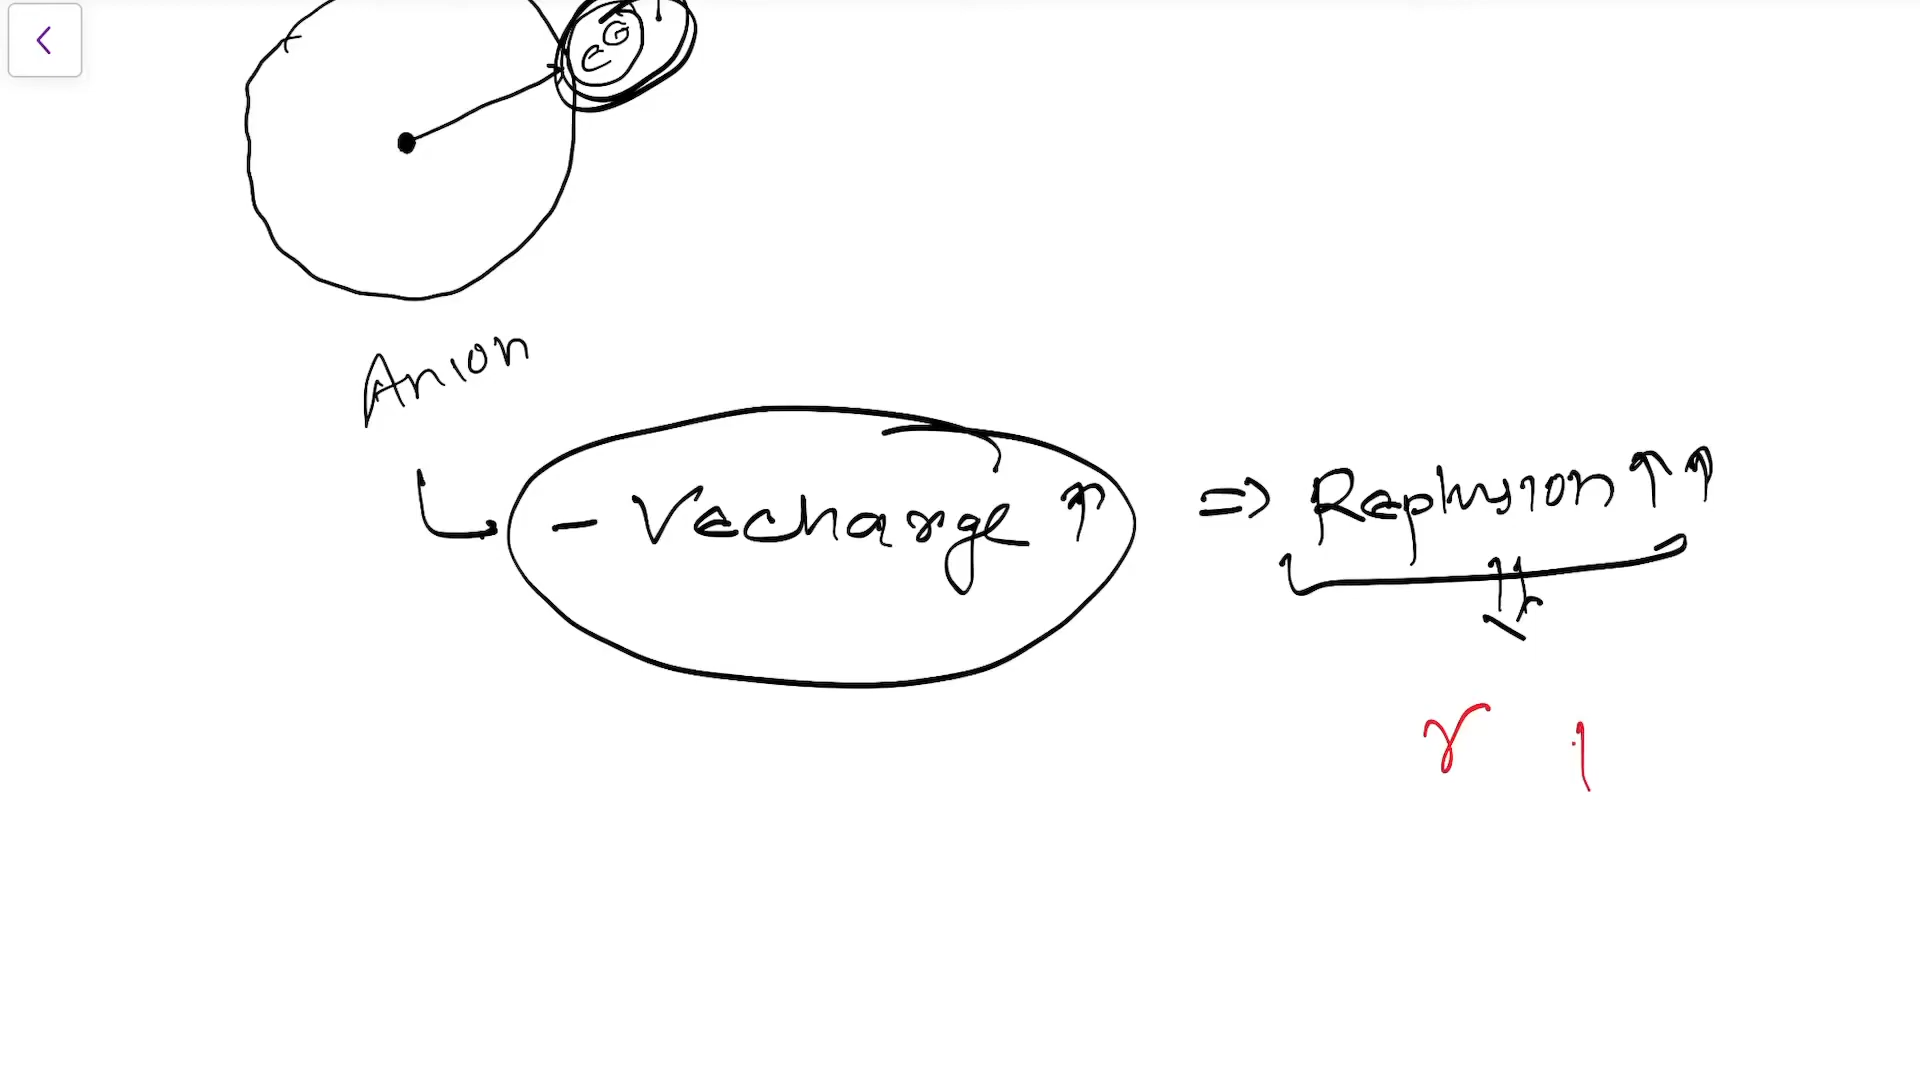 Anion
- Vecharge ↑ ⇒ Replusion ↑↑
r